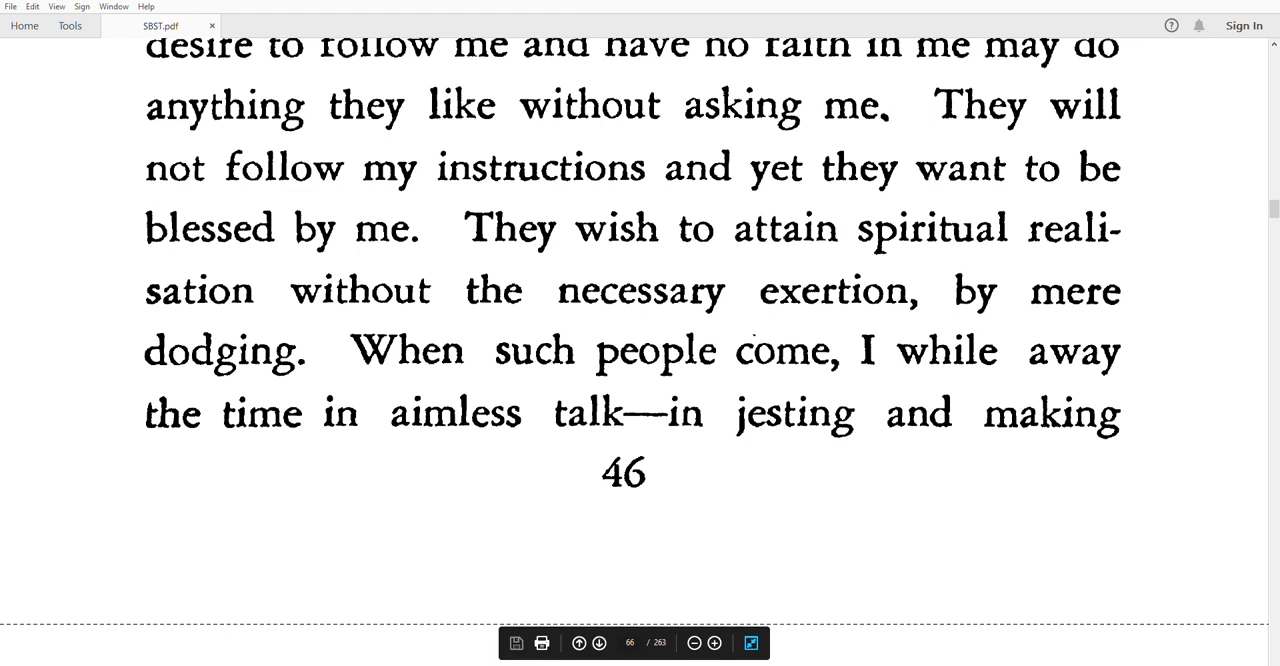 File Edit View Sign Window Help
Home Tools SBST.pdf × ? Sign In
desire to follow me and have no faith in me may do
anything they like without asking me. They will
not follow my instructions and yet they want to be
blessed by me. They wish to attain spiritual reali-
sation without the necessary exertion, by mere
dodging. When such people come, I while away
the time in aimless talk—in jesting and making
46
66 / 263